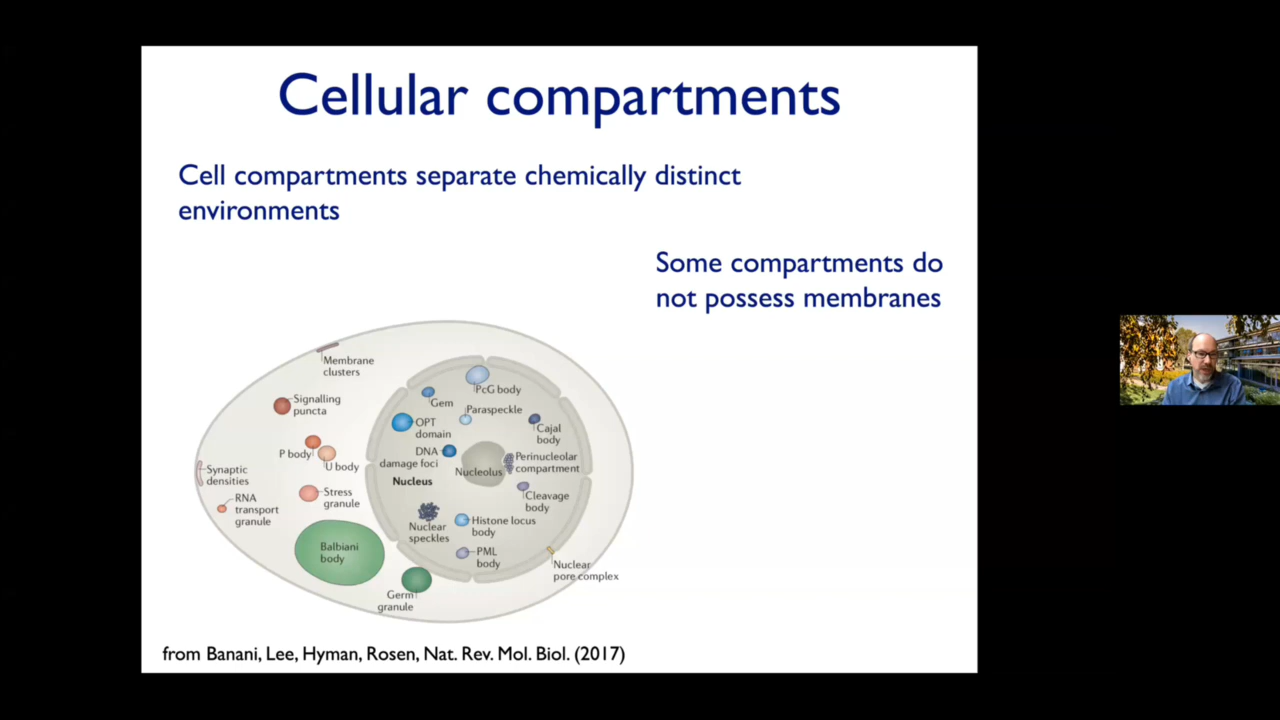 Cellular compartments
Cell compartments separate chemically distinct
environments
Some compartments do
not possess membranes
Membrane
clusters
Signalling
puncta
P body
U body
Synaptic
densities
RNA
transport
granule
Stress
granule
Balbiani
body
Germ
granule
PcG body
Gem
Paraspeckle
OPT
domain
Cajal
body
DNA
damage foci
Nucleolus
Perinucleolar
compartment
Nucleus
Cleavage
body
Nuclear
speckles
Histone locus
body
PML
body
Nuclear
pore complex
from Banani, Lee, Hyman, Rosen, Nat. Rev. Mol. Biol. (2017)